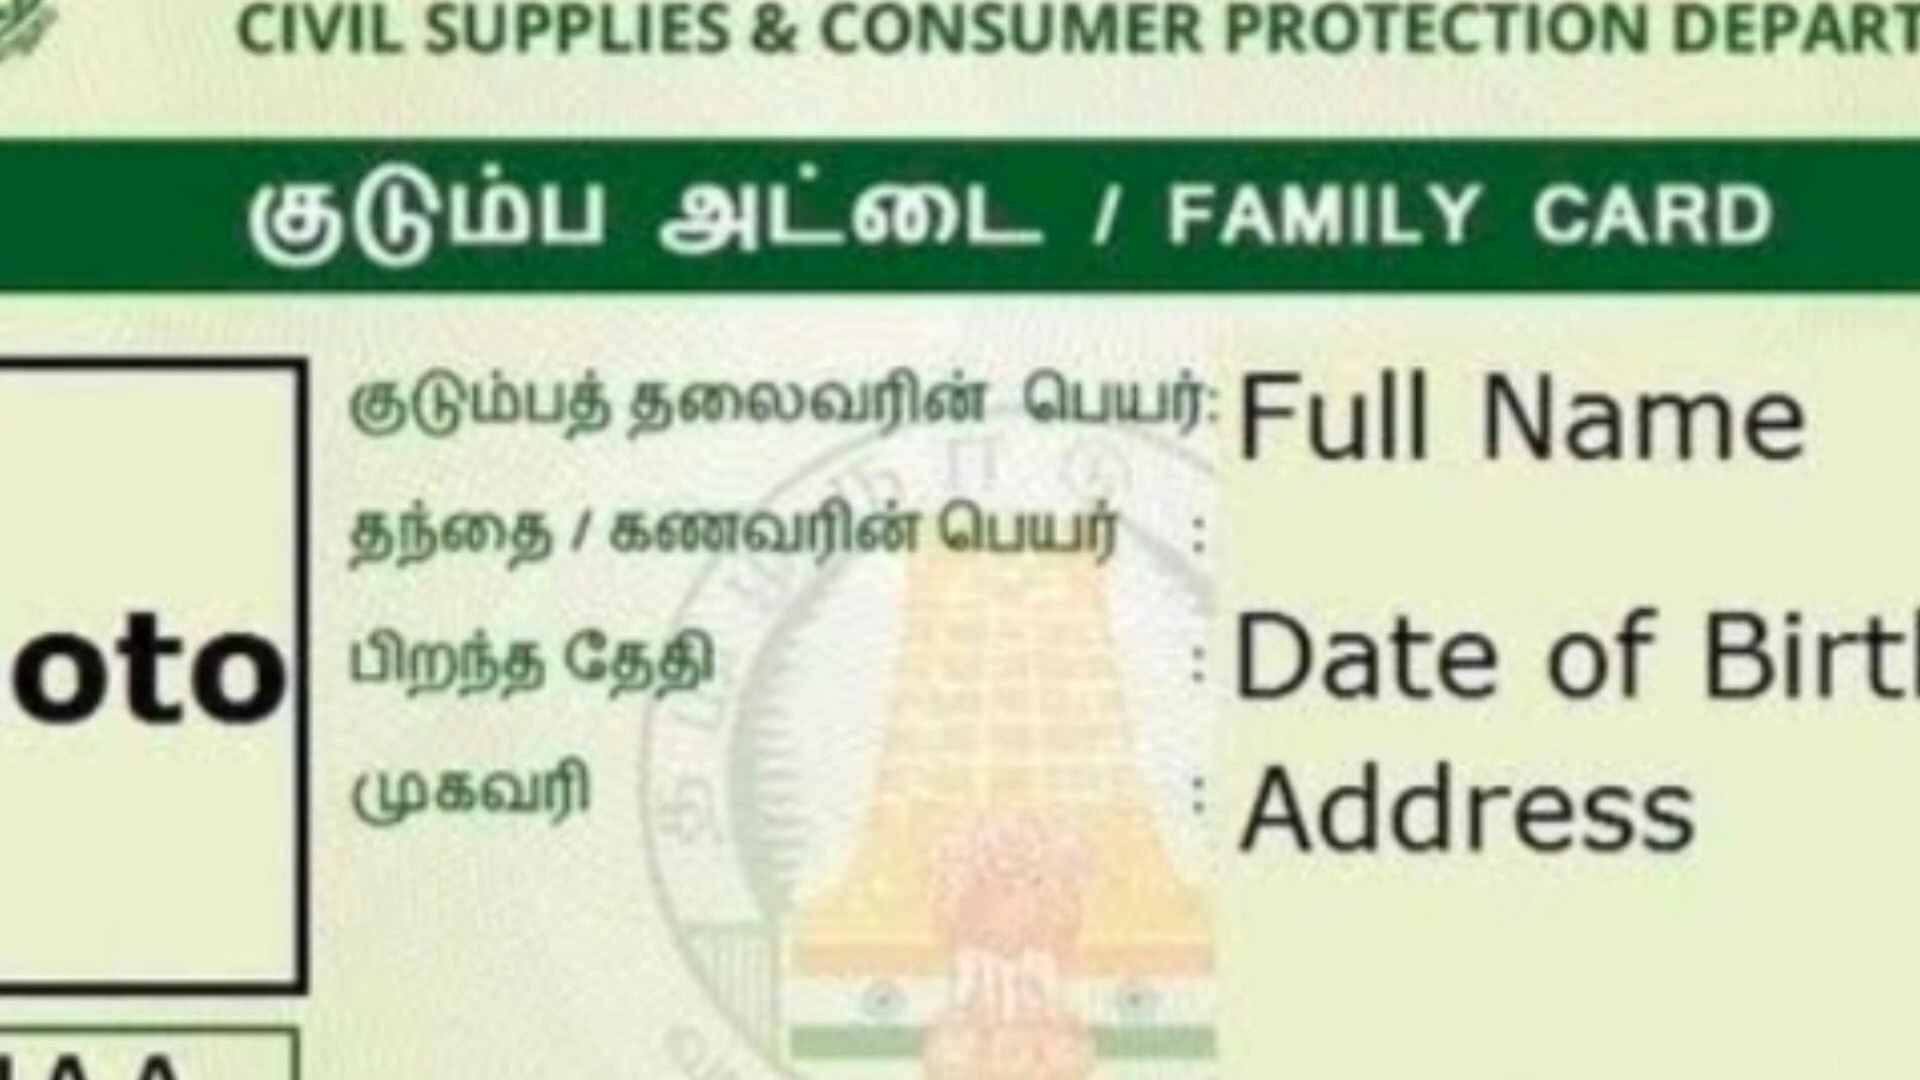 CIVIL SUPPLIES & CONSUMER PROTECTION DEPART
குடும்ப அட்டை / FAMILY CARD
குடும்பத் தலைவரின் பெயர்: Full Name
தந்தை / கணவரின் பெயர் :
oto
பிறந்த தேதி : Date of Birth
முகவரி : Address